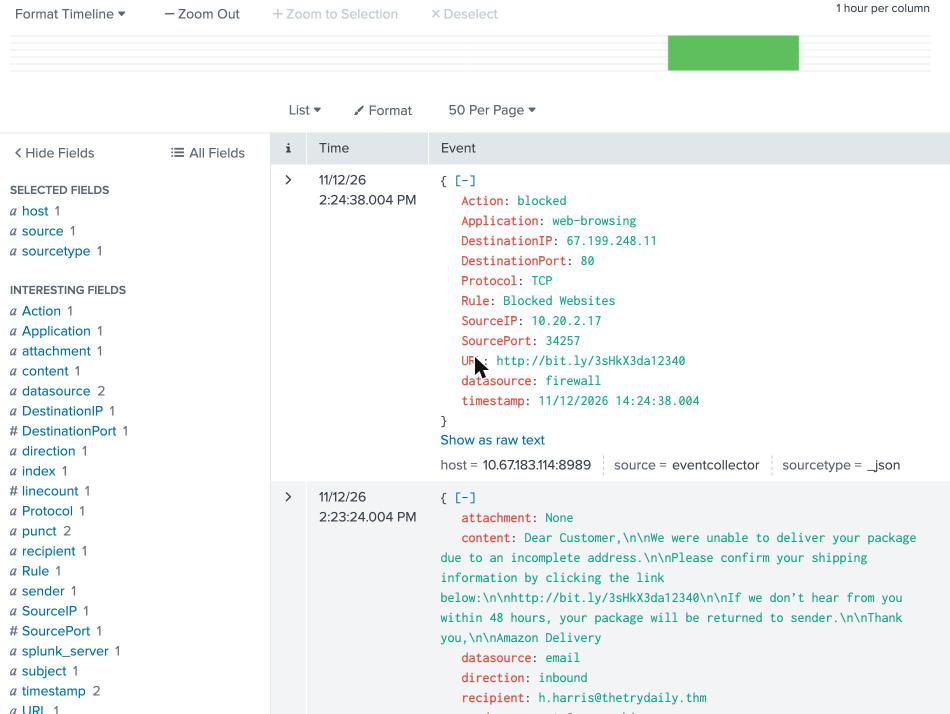 Format Timeline
— Zoom Out
+ Zoom to Selection
× Deselect
1 hour per column
List
Format
50 Per Page
< Hide Fields
All Fields
i
Time
Event
SELECTED FIELDS
a host 1
a source 1
a sourcetype 1
INTERESTING FIELDS
a Action 1
a Application 1
a attachment 1
a content 1
a datasource 2
a DestinationIP 1
# DestinationPort 1
a direction 1
a index 1
# linecount 1
a Protocol 1
a punct 2
a recipient 1
a Rule 1
a sender 1
a SourceIP 1
# SourcePort 1
a splunk_server 1
a subject 1
a timestamp 2
a URL 1
>
11/12/26
2:24:38.004 PM
{ [-]
Action: blocked
Application: web-browsing
DestinationIP: 67.199.248.11
DestinationPort: 80
Protocol: TCP
Rule: Blocked Websites
SourceIP: 10.20.2.17
SourcePort: 34257
URL: http://bit.ly/3sHkX3da12340
datasource: firewall
timestamp: 11/12/2026 14:24:38.004
}
Show as raw text
host = 10.67.183.114:8989
source = eventcollector
sourcetype = _json
>
11/12/26
2:23:24.004 PM
{ [-]
attachment: None
content: Dear Customer,\n\nWe were unable to deliver your package
due to an incomplete address.\n\nPlease confirm your shipping
information by clicking the link
below:\n\nhttp://bit.ly/3sHkX3da12340\n\nIf we don't hear from you
within 48 hours, your package will be returned to sender.\n\nThank
you,\n\nAmazon Delivery
datasource: email
direction: inbound
recipient: h.harris@thetrydaily.thm